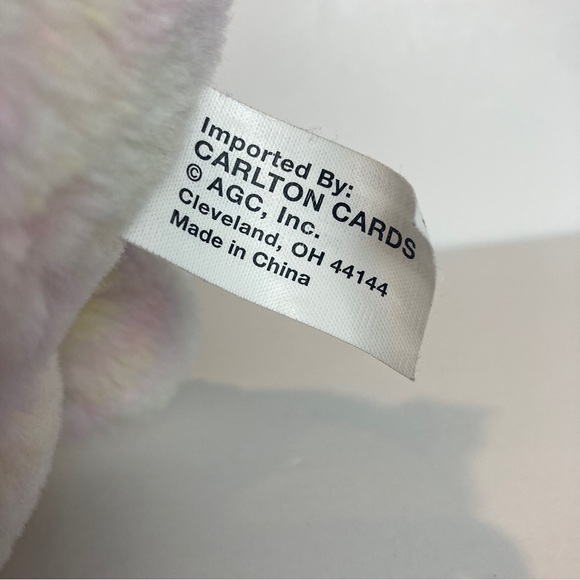 Imported By:
CARLTON CARDS
© AGC, Inc.
Cleveland, OH 44144
Made in China